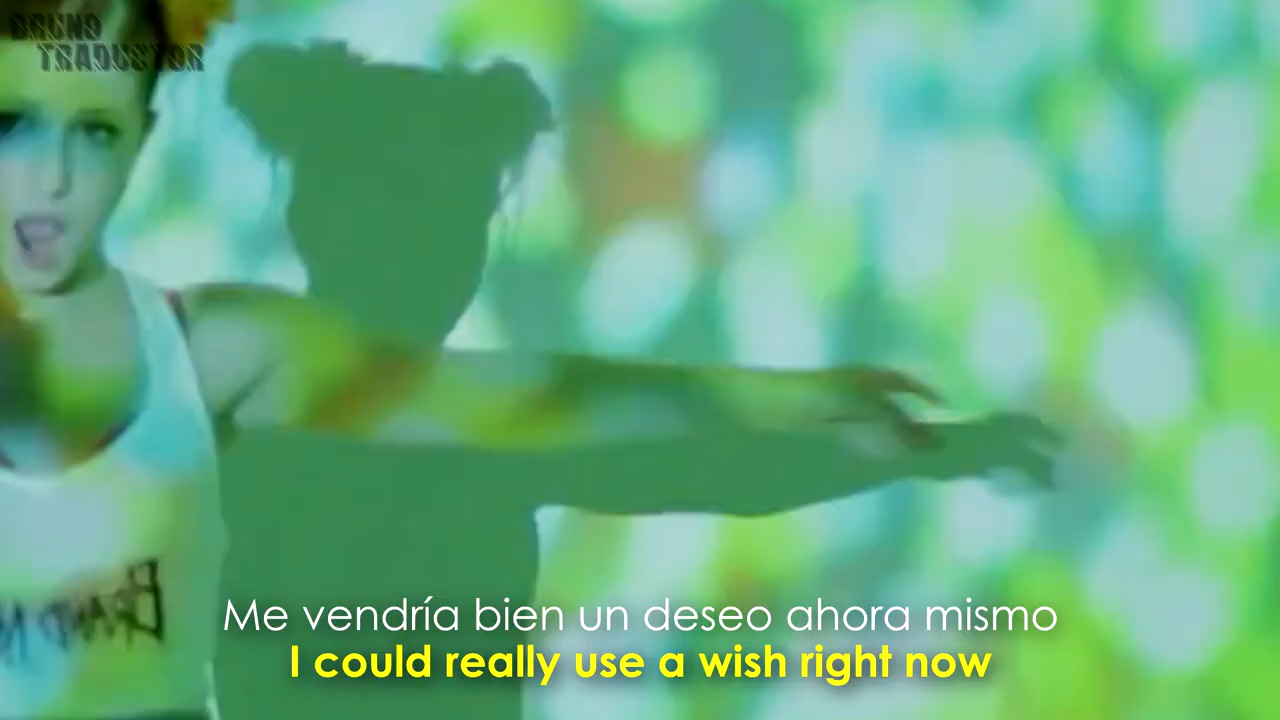 BRUNO
TRADUCTOR
Me vendría bien un deseo ahora mismo
I could really use a wish right now